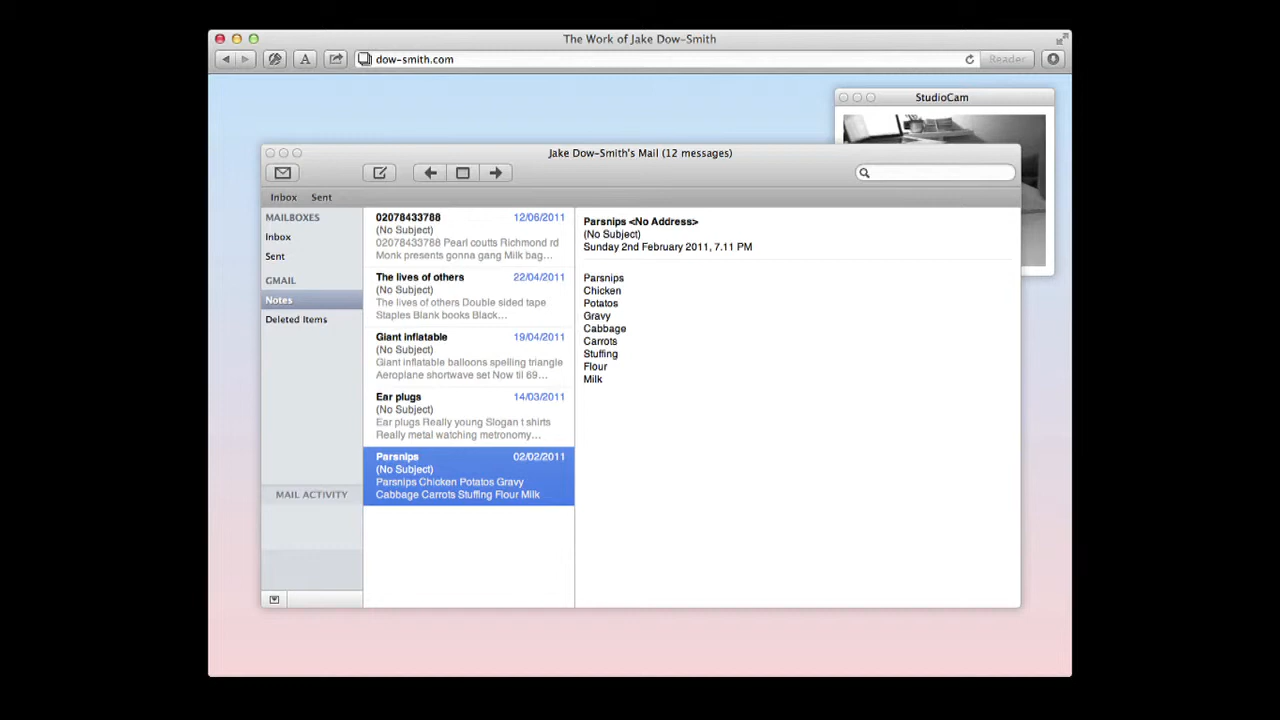 The Work of Jake Dow-Smith
A
dow-smith.com
Reader
StudioCam
Jake Dow-Smith's Mail (12 messages)
Inbox Sent
MAILBOXES
Inbox
Sent
GMAIL
Notes
Deleted Items
MAIL ACTIVITY
02078433788 12/06/2011
(No Subject)
02078433788 Pearl coutts Richmond rd
Monk presents gonna gang Milk bag...
The lives of others 22/04/2011
(No Subject)
The lives of others Double sided tape
Staples Blank books Black...
Giant inflatable 19/04/2011
(No Subject)
Giant inflatable balloons spelling triangle
Aeroplane shortwave set Now til 69...
Ear plugs 14/03/2011
(No Subject)
Ear plugs Really young Slogan t shirts
Really metal watching metronomy...
Parsnips 02/02/2011
(No Subject)
Parsnips Chicken Potatos Gravy
Cabbage Carrots Stuffing Flour Milk
Parsnips <No Address>
(No Subject)
Sunday 2nd February 2011, 7.11 PM
Parsnips
Chicken
Potatos
Gravy
Cabbage
Carrots
Stuffing
Flour
Milk